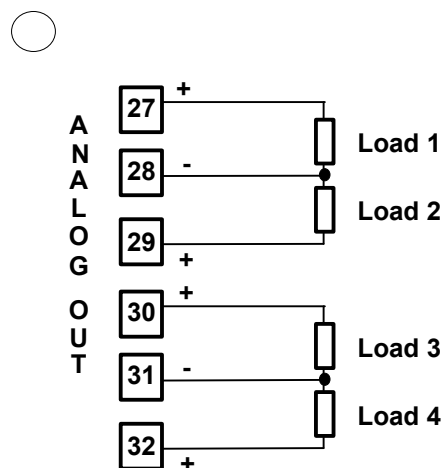 ANALOG OUT
27 +
Load 1
28 -
Load 2
29 +
30 +
Load 3
31 -
Load 4
32 +